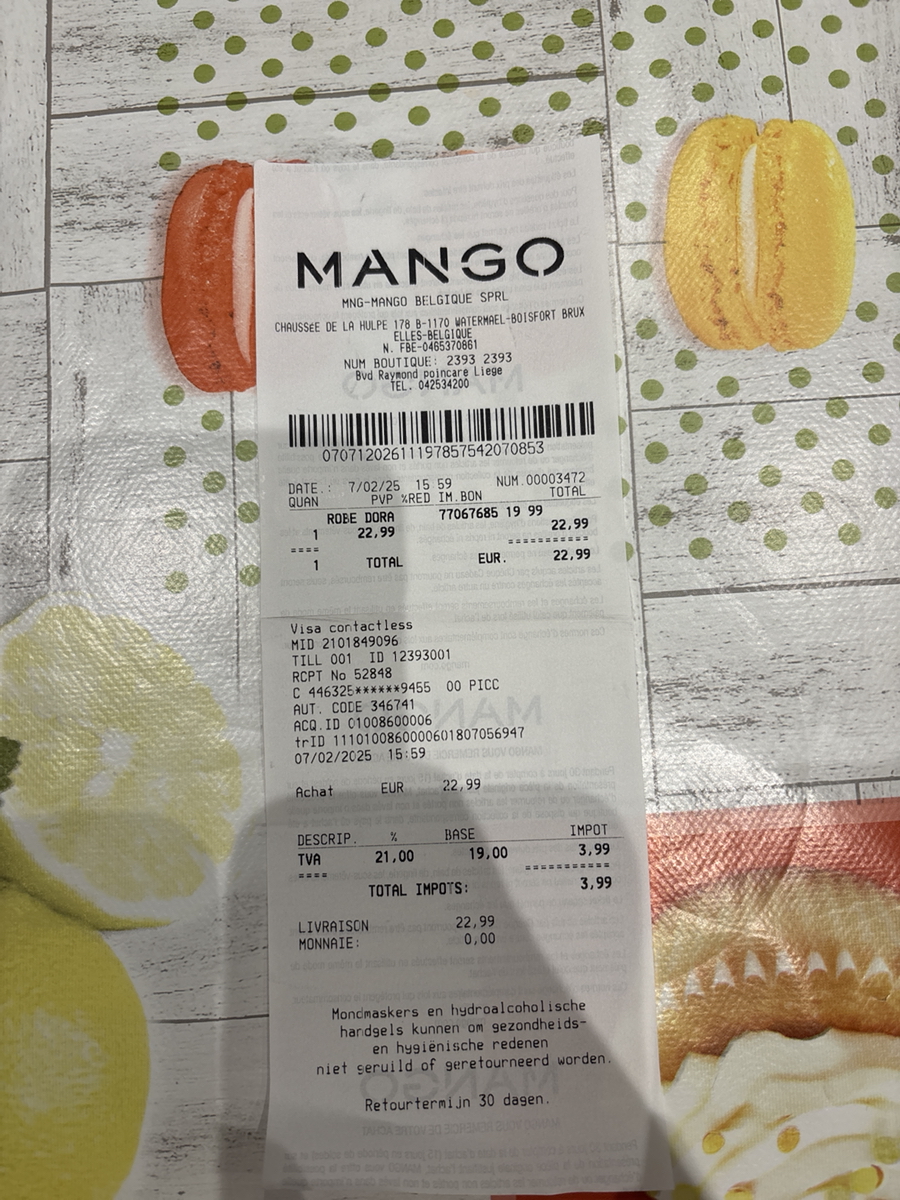 MANGO
MNG-MANGO BELGIQUE SPRL
CHAUSSéE DE LA HULPE 178 B-1170 WATERMAEL-BOISFORT BRUX
ELLES-BELGIQUE
N. FBE-0465370861
NUM BOUTIQUE: 2393 2393
Bvd Raymond poincare Liege
TEL. 042534200
0707120261119785754207085​3
DATE.: 7/02/25 15 59 NUM.00003472
QUAN PVP %RED IM.BON TOTAL
ROBE DORA 77067685 19 99
1 22,99 22,99
==== ===========
1 TOTAL EUR. 22,99
Visa contactless
MID 2101849096
TILL 001 ID 12393001
RCPT No 52848
C 446325******9455 00 PICC
AUT. CODE 346741
ACQ.ID 01008600006
trID 1110100860000601807056947
07/02/2025 15:59
Achat EUR 22,99
DESCRIP. % BASE IMPOT
TVA 21,00 19,00 3,99
==== ===========
TOTAL IMPOTS: 3,99
LIVRAISON 22,99
MONNAIE: 0,00
Mondmaskers en hydroalcoholische
handgels kunnen om gezondheids-
en hygiënische redenen
niet geruild of geretourneerd worden.
Retourtermijn 30 dagen.